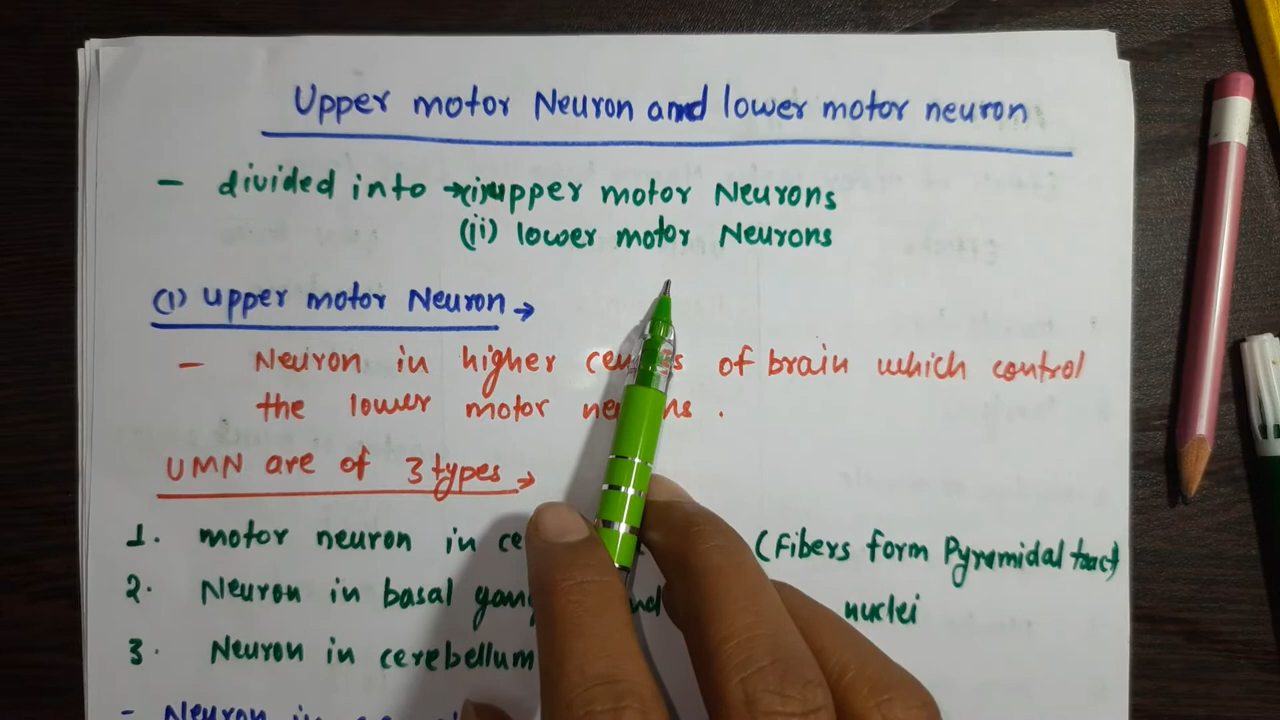 Upper motor Neuron and lower motor neuron
- divided into →(i) upper motor Neurons
(ii) lower motor Neurons
(1) upper motor Neuron →
- Neuron in higher of brain which control
the lower motor .
UMN are of 3 types →
1. motor neuron in (Fibers form Pyramidal tract)
2. Neuron in basal nuclei
3. Neuron in cerebellum
- Neuron in